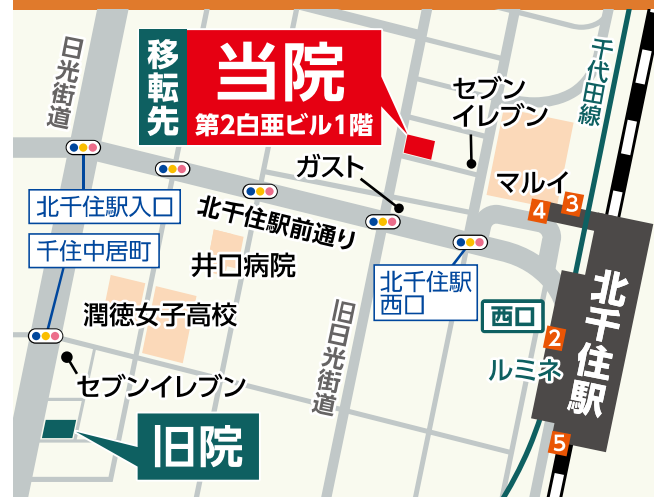 日光街道
移転先
当院
第2白亜ビル1階
セブン
イレブン
千代田線
ガスト
マルイ
4
3
北千住駅入口
北千住駅前通り
千住中居町
井口病院
北千住駅
西口
西口
北千住駅
潤徳女子高校
旧日光街道
2
ルミネ
セブンイレブン
旧院
5